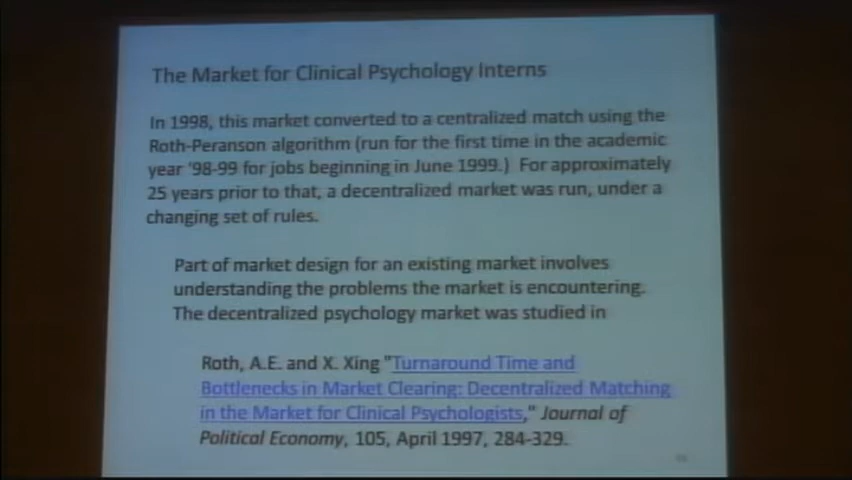 The Market for Clinical Psychology Interns
In 1998, this market converted to a centralized match using the
Roth-Peranson algorithm (run for the first time in the academic
year '98-99 for jobs beginning in June 1999.) For approximately
25 years prior to that, a decentralized market was run, under a
changing set of rules.
Part of market design for an existing market involves
understanding the problems the market is encountering.
The decentralized psychology market was studied in
Roth, A.E. and X. Xing "Turnaround Time and
Bottlenecks in Market Clearing: Decentralized Matching
in the Market for Clinical Psychologists," Journal of
Political Economy, 105, April 1997, 284-329.